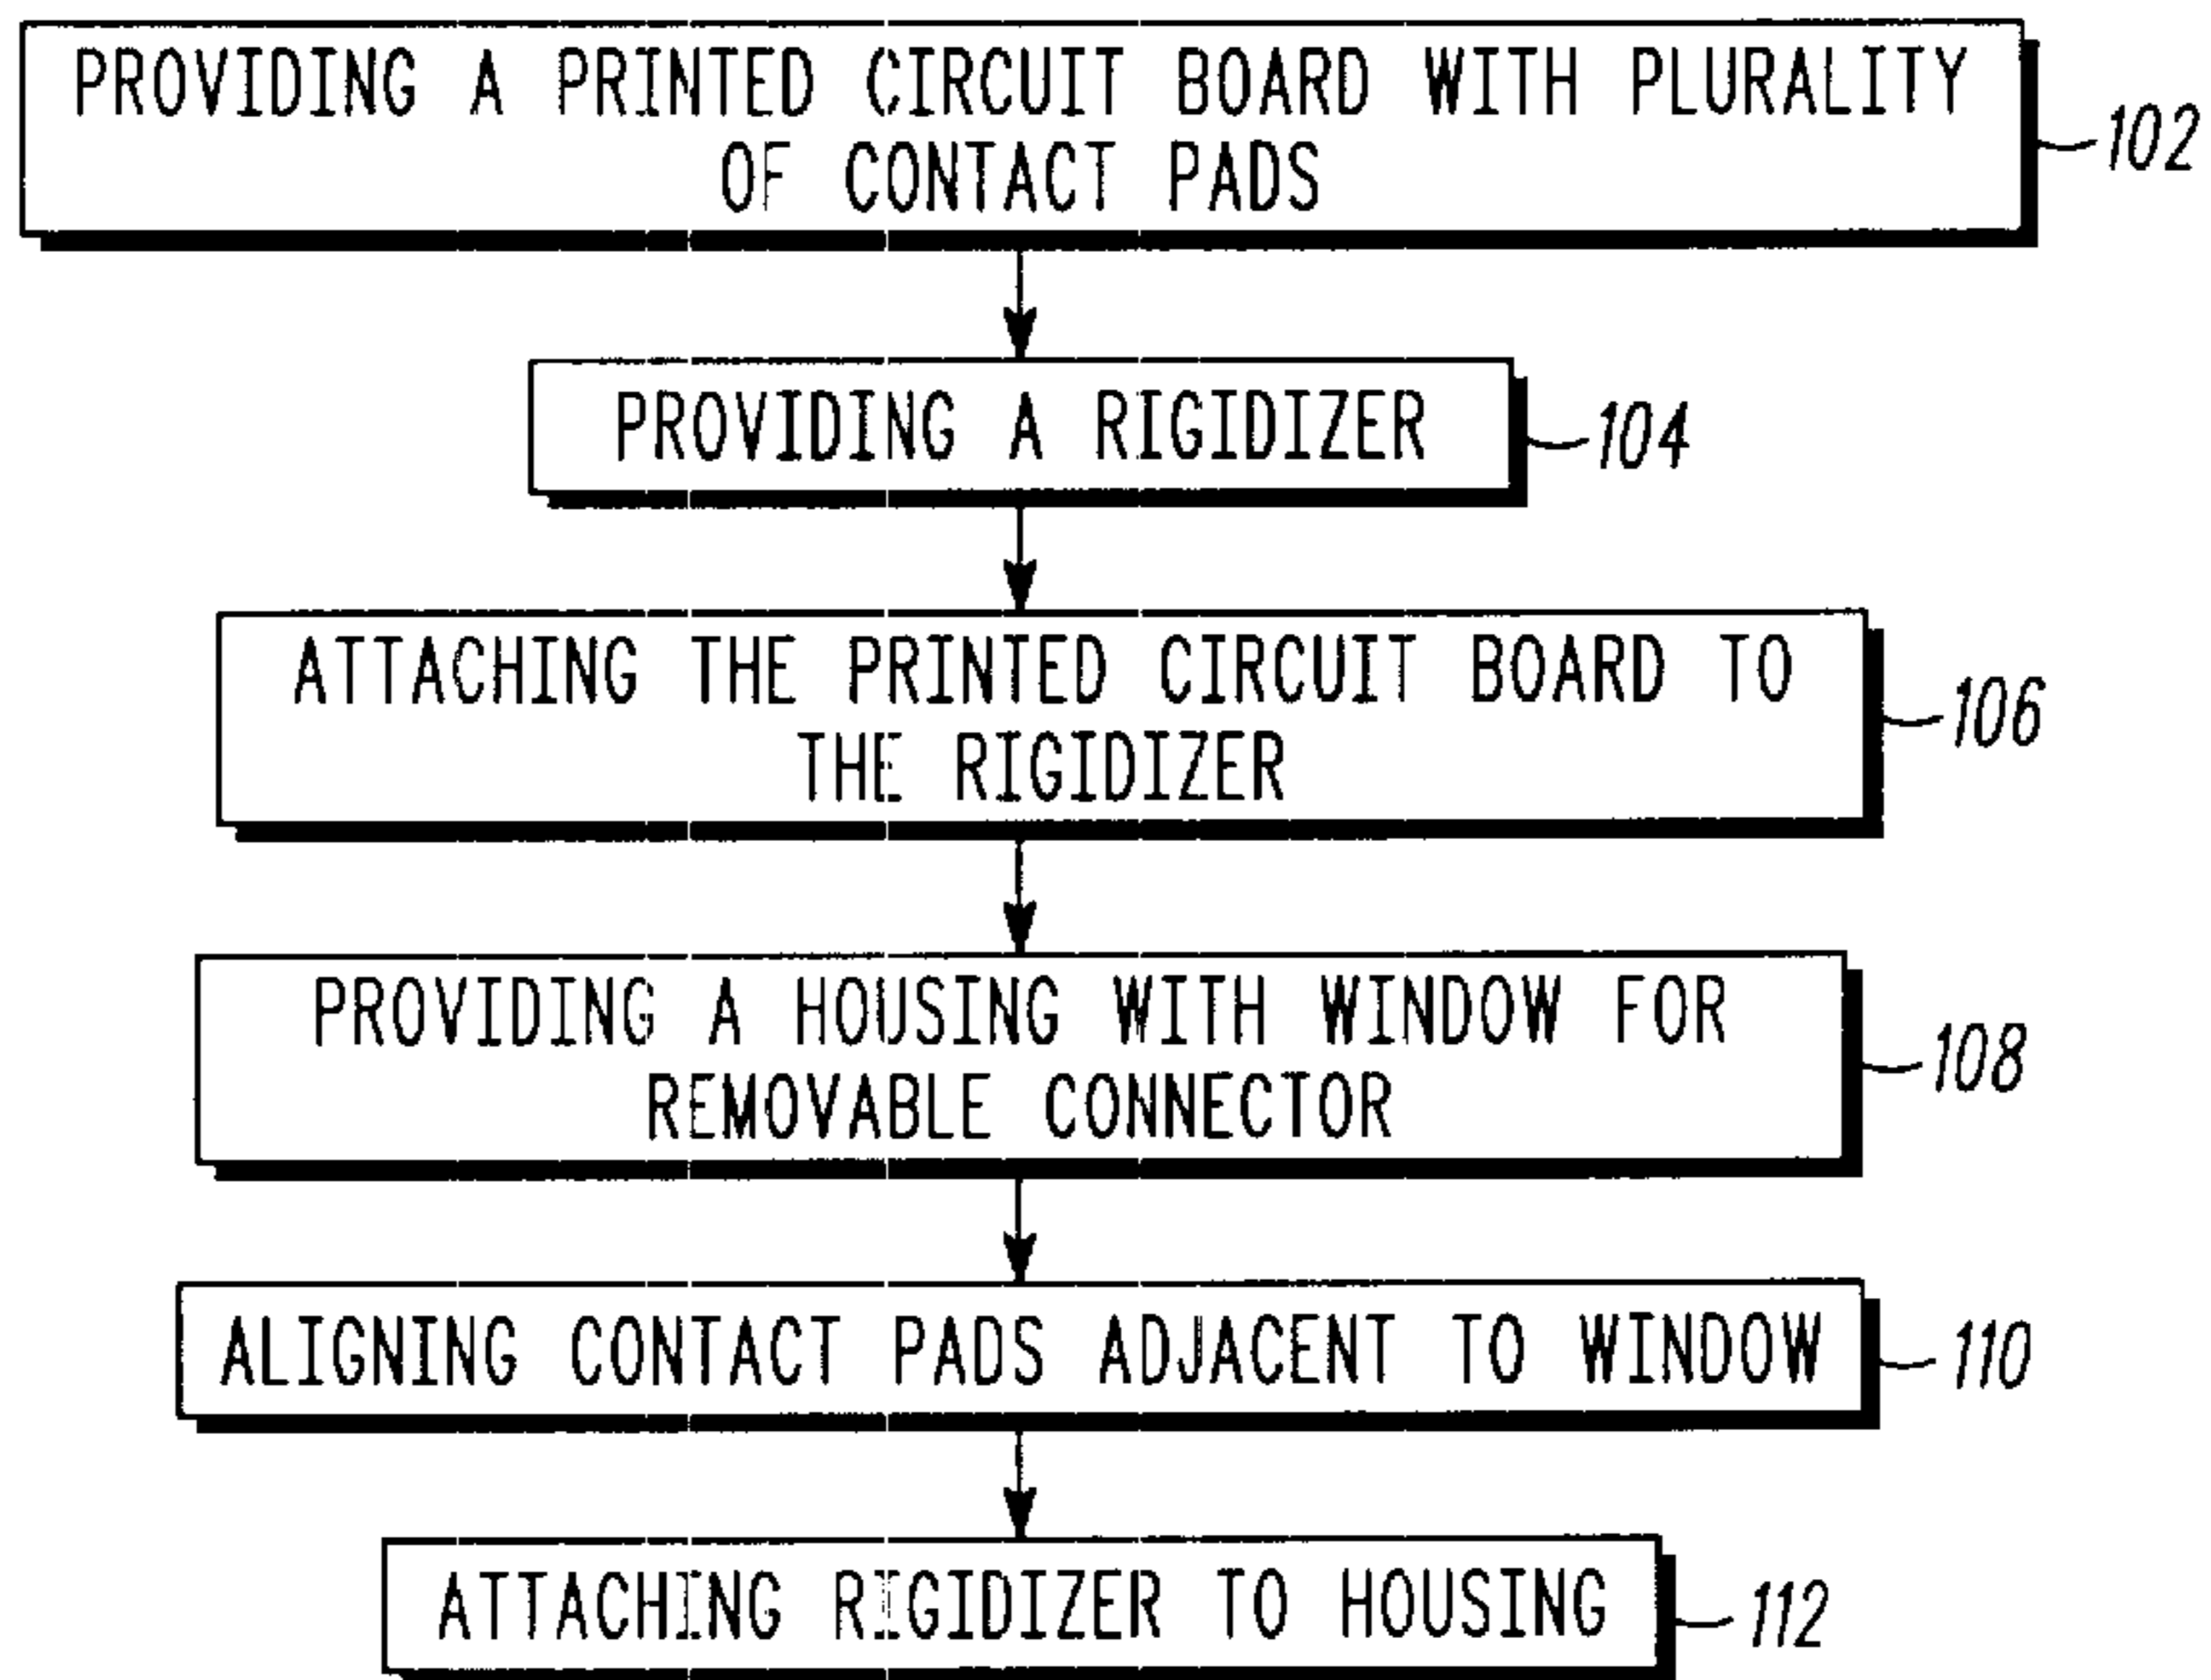 PROVIDING A PRINTED CIRCUIT BOARD WITH PLURALITY
OF CONTACT PADS
102
PROVIDING A RIGIDIZER
104
ATTACHING THE PRINTED CIRCUIT BOARD TO
THE RIGIDIZER
106
PROVIDING A HOUSING WITH WINDOW FOR
REMOVABLE CONNECTOR
108
ALIGNING CONTACT PADS ADJACENT TO WINDOW
110
ATTACHING RIGIDIZER TO HOUSING
112